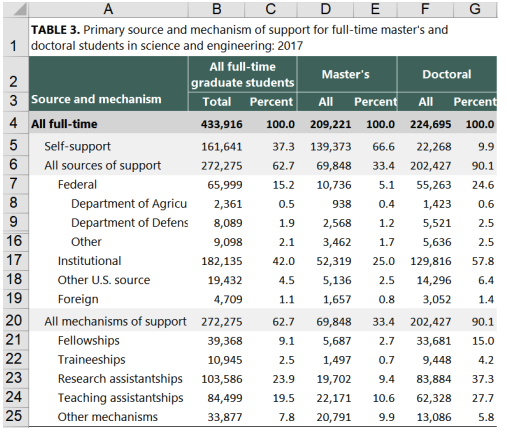 A B C D E F G
1 TABLE 3. Primary source and mechanism of support for full-time master's and
doctoral students in science and engineering: 2017
2 All full-time graduate students Master's Doctoral
3 Source and mechanism Total Percent All Percent All Percent
4 All full-time 433,916 100.0 209,221 100.0 224,695 100.0
5 Self-support 161,641 37.3 139,373 66.6 22,268 9.9
6 All sources of support 272,275 62.7 69,848 33.4 202,427 90.1
7 Federal 65,999 15.2 10,736 5.1 55,263 24.6
8 Department of Agricu 2,361 0.5 938 0.4 1,423 0.6
9 Department of Defens 8,089 1.9 2,568 1.2 5,521 2.5
16 Other 9,098 2.1 3,462 1.7 5,636 2.5
17 Institutional 182,135 42.0 52,319 25.0 129,816 57.8
18 Other U.S. source 19,432 4.5 5,136 2.5 14,296 6.4
19 Foreign 4,709 1.1 1,657 0.8 3,052 1.4
20 All mechanisms of support 272,275 62.7 69,848 33.4 202,427 90.1
21 Fellowships 39,368 9.1 5,687 2.7 33,681 15.0
22 Traineeships 10,945 2.5 1,497 0.7 9,448 4.2
23 Research assistantships 103,586 23.9 19,702 9.4 83,884 37.3
24 Teaching assistantships 84,499 19.5 22,171 10.6 62,328 27.7
25 Other mechanisms 33,877 7.8 20,791 9.9 13,086 5.8